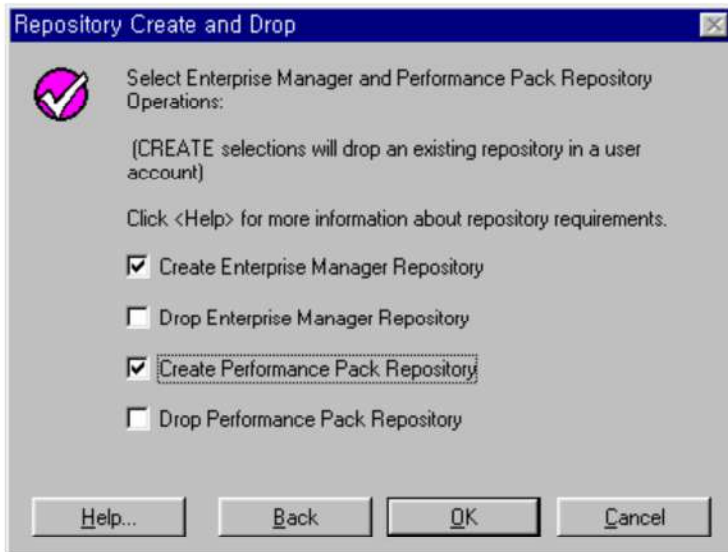 Repository Create and Drop
Select Enterprise Manager and Performance Pack Repository
Operations:
(CREATE selections will drop an existing repository in a user
account)
Click <Help> for more information about repository requirements.
Create Enterprise Manager Repository
Drop Enterprise Manager Repository
Create Performance Pack Repository
Drop Performance Pack Repository
Help... Back OK Cancel